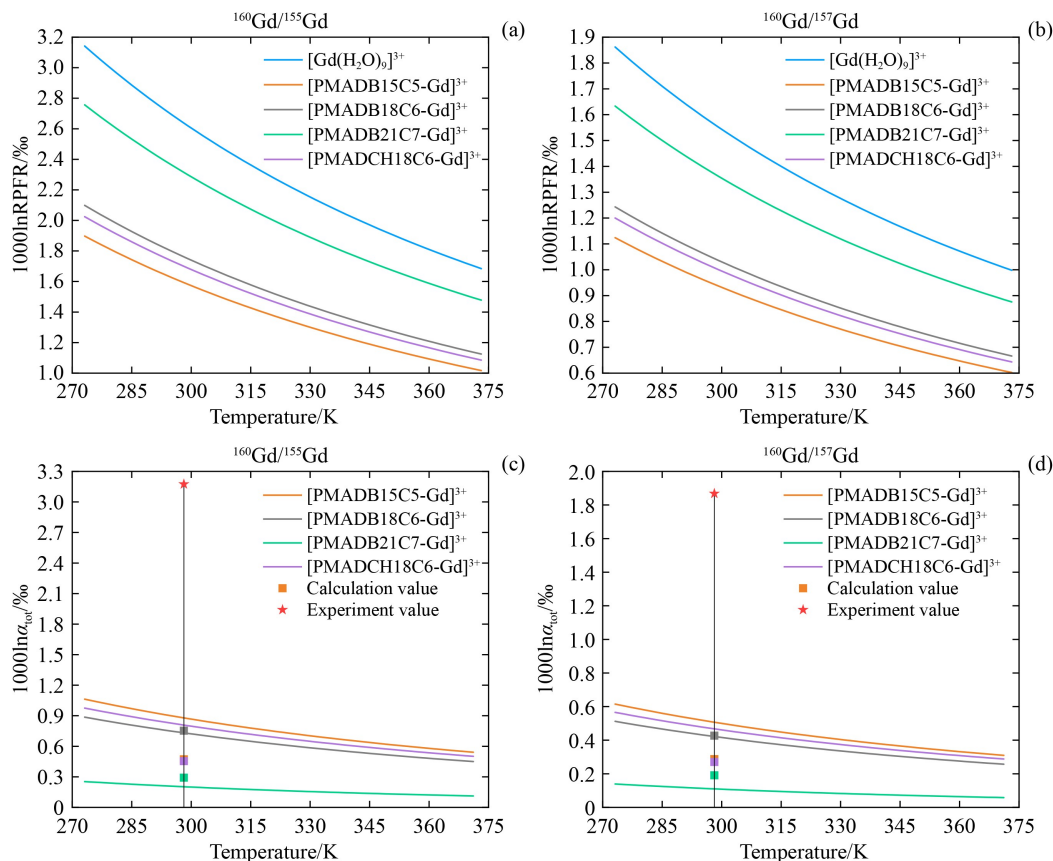 ¹⁶⁰Gd/¹⁵⁵Gd
(a)
3.2
3.0
2.8
2.6
2.4
2.2
2.0
1.8
1.6
1.4
1.2
1.0
1000lnRPFR/‰
[Gd(H₂O)₉]³⁺
[PMADB15C5-Gd]³⁺
[PMADB18C6-Gd]³⁺
[PMADB21C7-Gd]³⁺
[PMADCH18C6-Gd]³⁺
270 285 300 315 330 345 360 375
Temperature/K
¹⁶⁰Gd/¹⁵⁷Gd
(b)
1.9
1.8
1.7
1.6
1.5
1.4
1.3
1.2
1.1
1.0
0.9
0.8
0.7
0.6
1000lnRPFR/‰
[Gd(H₂O)₉]³⁺
[PMADB15C5-Gd]³⁺
[PMADB18C6-Gd]³⁺
[PMADB21C7-Gd]³⁺
[PMADCH18C6-Gd]³⁺
270 285 300 315 330 345 360 375
Temperature/K
¹⁶⁰Gd/¹⁵⁵Gd
(c)
3.3
3.0
2.7
2.4
2.1
1.8
1.5
1.2
0.9
0.6
0.3
0
1000lnαtot/‰
[PMADB15C5-Gd]³⁺
[PMADB18C6-Gd]³⁺
[PMADB21C7-Gd]³⁺
[PMADCH18C6-Gd]³⁺
Calculation value
Experiment value
270 285 300 315 330 345 360 375
Temperature/K
¹⁶⁰Gd/¹⁵⁷Gd
(d)
2.0
1.8
1.6
1.4
1.2
1.0
0.8
0.6
0.4
0.2
0
1000lnαtot/‰
[PMADB15C5-Gd]³⁺
[PMADB18C6-Gd]³⁺
[PMADB21C7-Gd]³⁺
[PMADCH18C6-Gd]³⁺
Calculation value
Experiment value
270 285 300 315 330 345 360 375
Temperature/K